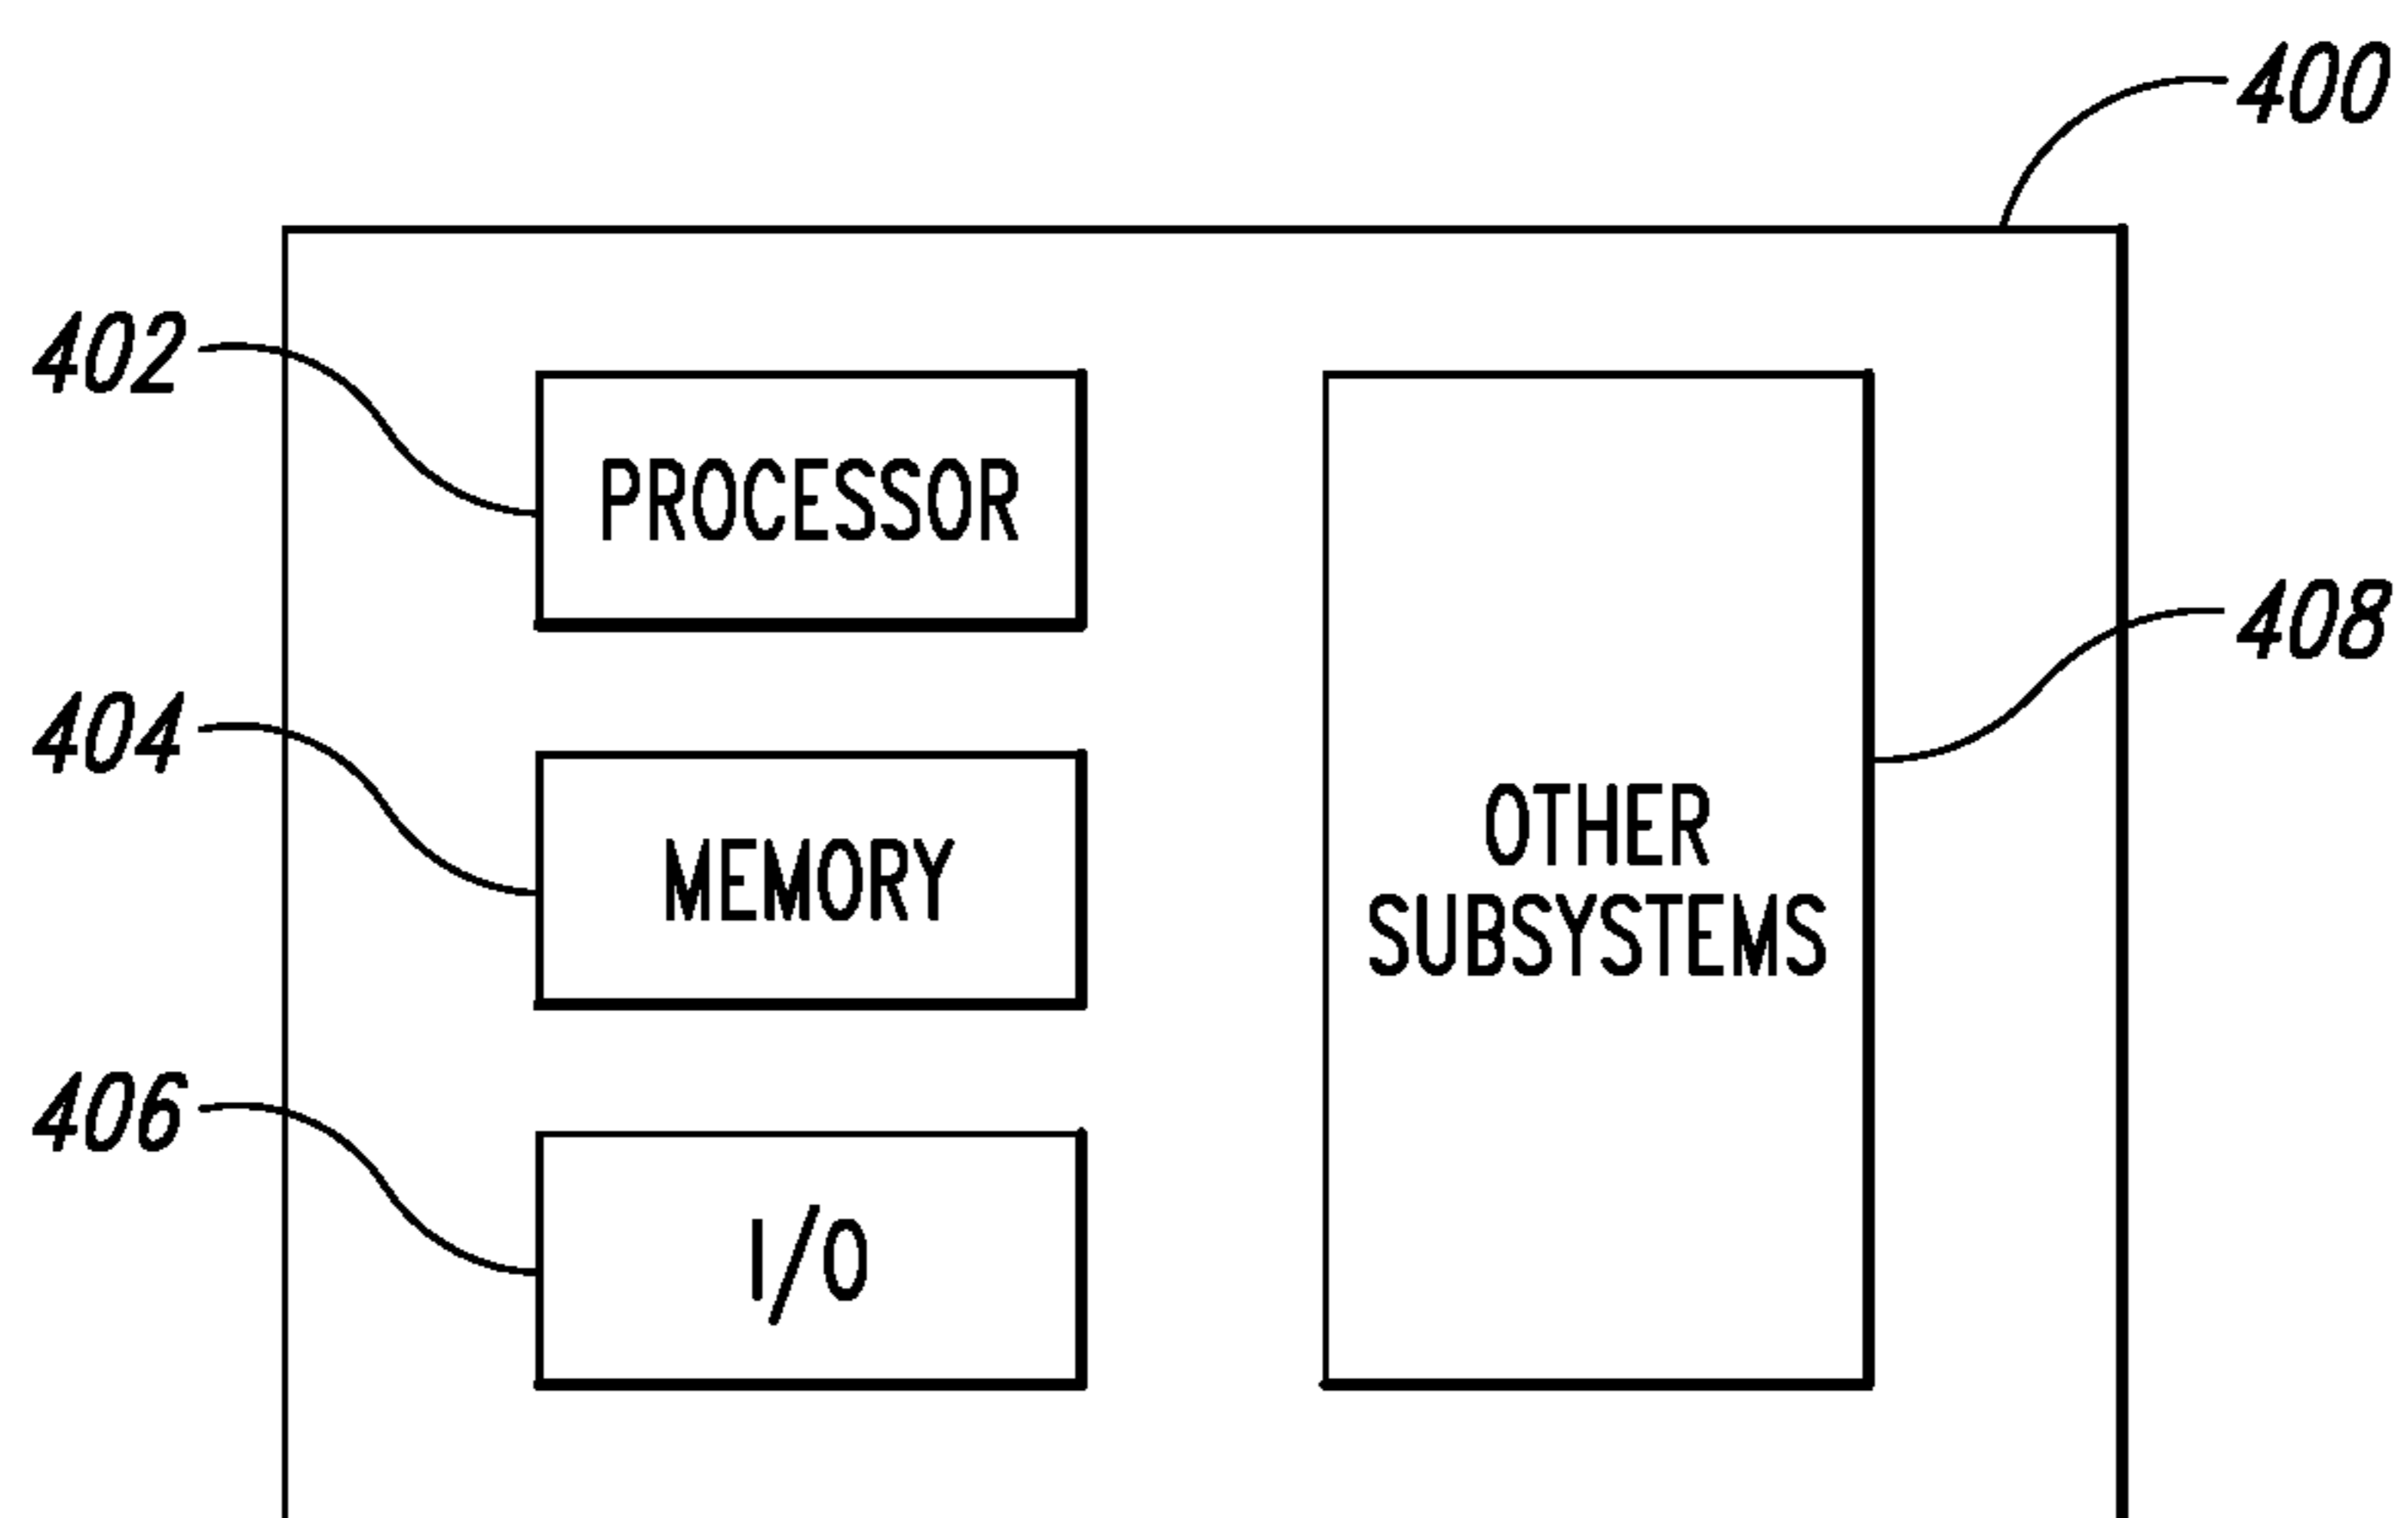 400
402
PROCESSOR
408
404
OTHER
MEMORY
SUBSYSTEMS
406
I/O